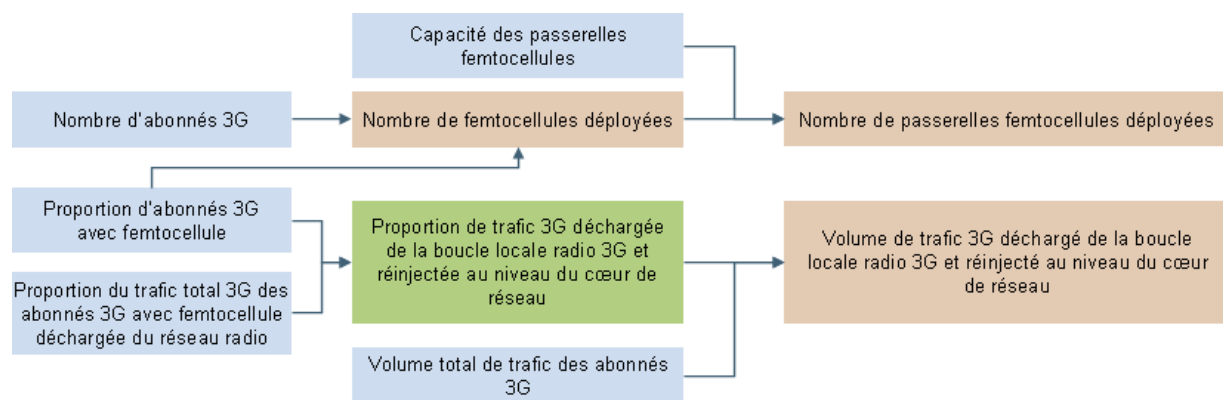 Capacité des passerelles
femtocellules
Nombre d'abonnés 3G
Nombre de femtocellules déployées
Nombre de passerelles femtocellules déployées
Proportion d'abonnés 3G
avec femtocellule
Proportion du trafic total 3G des
abonnés 3G avec femtocellule
déchargée du réseau radio
Proportion de trafic 3G déchargée
de la boucle locale radio 3G et
réinjectée au niveau du cœur de
réseau
Volume de trafic 3G déchargé de la boucle
locale radio 3G et réinjecté au niveau du cœur
de réseau
Volume total de trafic des abonnés
3G